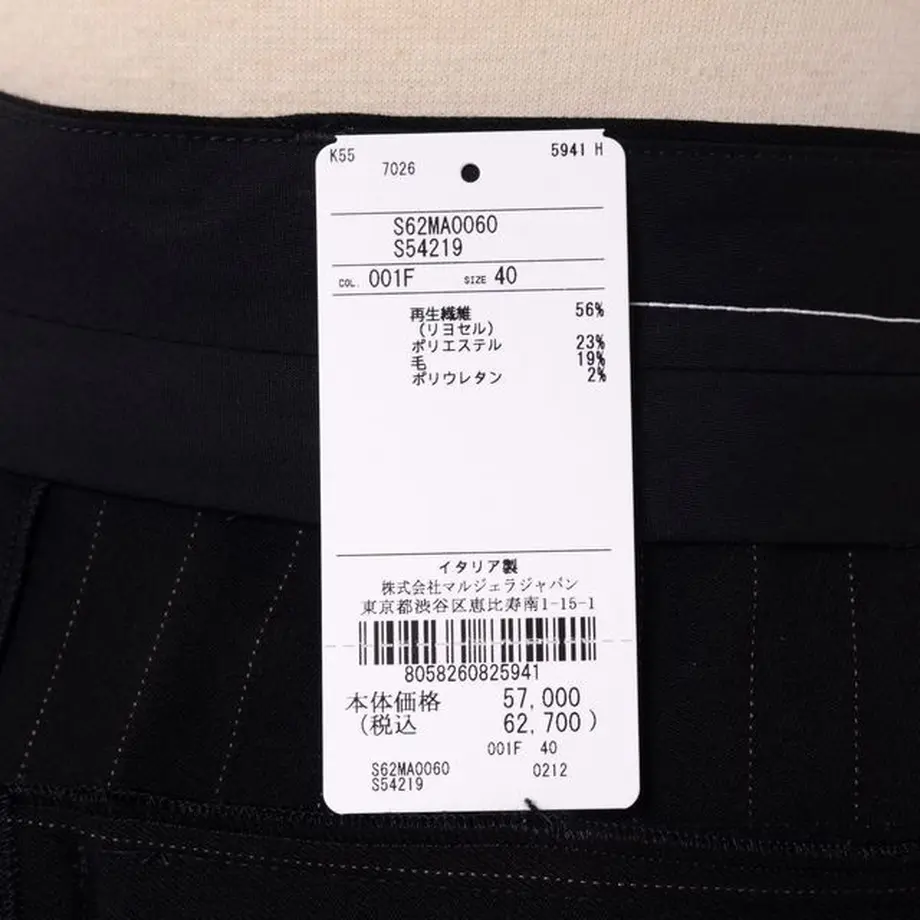 K55 7026 5941 H
S62MA0060
S54219
COL. 001F SIZE 40
再生繊維 56%
(リヨセル)
ポリエステル 23%
毛 19%
ポリウレタン 2%
イタリア製
株式会社マルジェラジャパン
東京都渋谷区恵比寿南1-15-1
8058260825941
本体価格 57,000
(税込 62,700)
001F 40
S62MA0060 0212
S54219